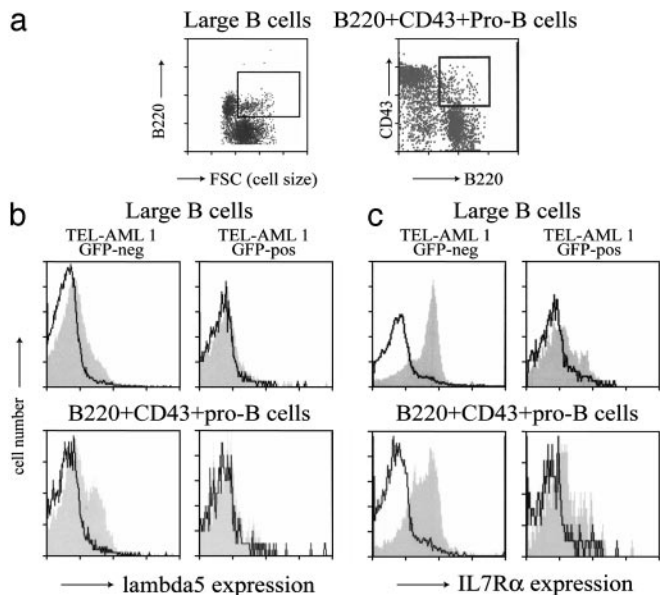 a
Large B cells
B220+CD43+Pro-B cells
B220
FSC (cell size)
CD43
B220
b
Large B cells
TEL-AML 1
GFP-neg
TEL-AML 1
GFP-pos
B220+CD43+pro-B cells
cell number
lambda5 expression
c
Large B cells
TEL-AML 1
GFP-neg
TEL-AML 1
GFP-pos
B220+CD43+pro-B cells
IL7Rα expression